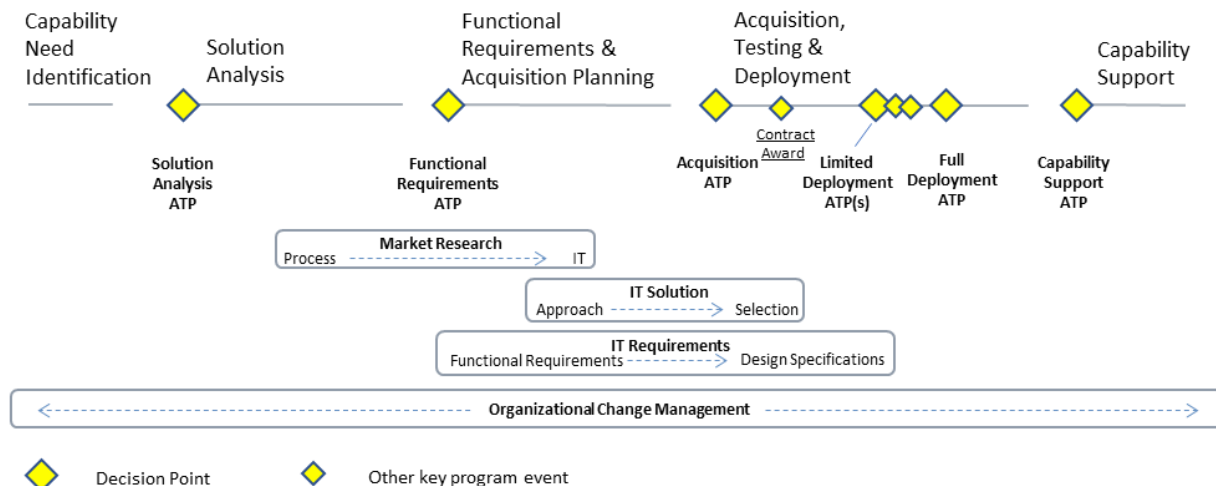 Capability
Need
Identification
Solution
Analysis
Functional
Requirements &
Acquisition Planning
Acquisition,
Testing &
Deployment
Capability
Support
Solution
Analysis
ATP
Functional
Requirements
ATP
Acquisition
ATP
Contract
Award
Limited
Deployment
ATP(s)
Full
Deployment
ATP
Capability
Support
ATP
Market Research
Process IT
IT Solution
Approach Selection
IT Requirements
Functional Requirements Design Specifications
Organizational Change Management
Decision Point Other key program event